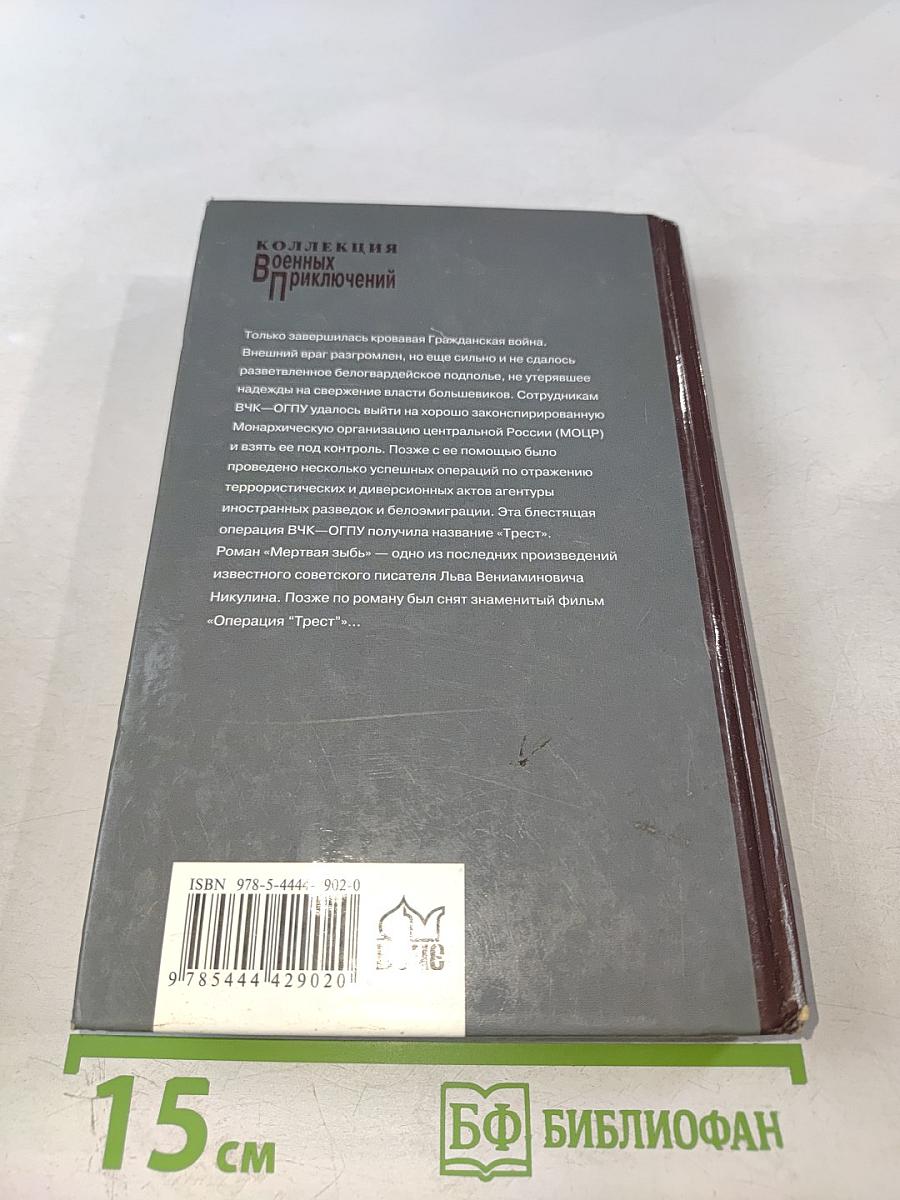 КОЛЛЕКЦИЯ
Военных
Приключений
Только завершилась кровавая Гражданская война.
Внешний враг разгромлен, но еще сильно и не сдалось
разветвленное белогвардейское подполье, не утерявшее
надежды на свержение власти большевиков. Сотрудникам
ВЧК—ОГПУ удалось выйти на хорошо законспирированную
Монархическую организацию центральной России (МОЦР)
и взять ее под контроль. Позже с ее помощью было
проведено несколько успешных операций по отражению
террористических и диверсионных актов агентуры
иностранных разведок и белоэмиграции. Эта блестящая
операция ВЧК—ОГПУ получила название «Трест».
Роман «Мертвая зыбь» — одно из последних произведений
известного советского писателя Льва Вениаминовича
Никулина. Позже по роману был снят знаменитый фильм
«Операция "Трест"»...
ISBN 978-5-4444- 902-0
9 785444 429020
15 см
БФ БИБЛИОФАН